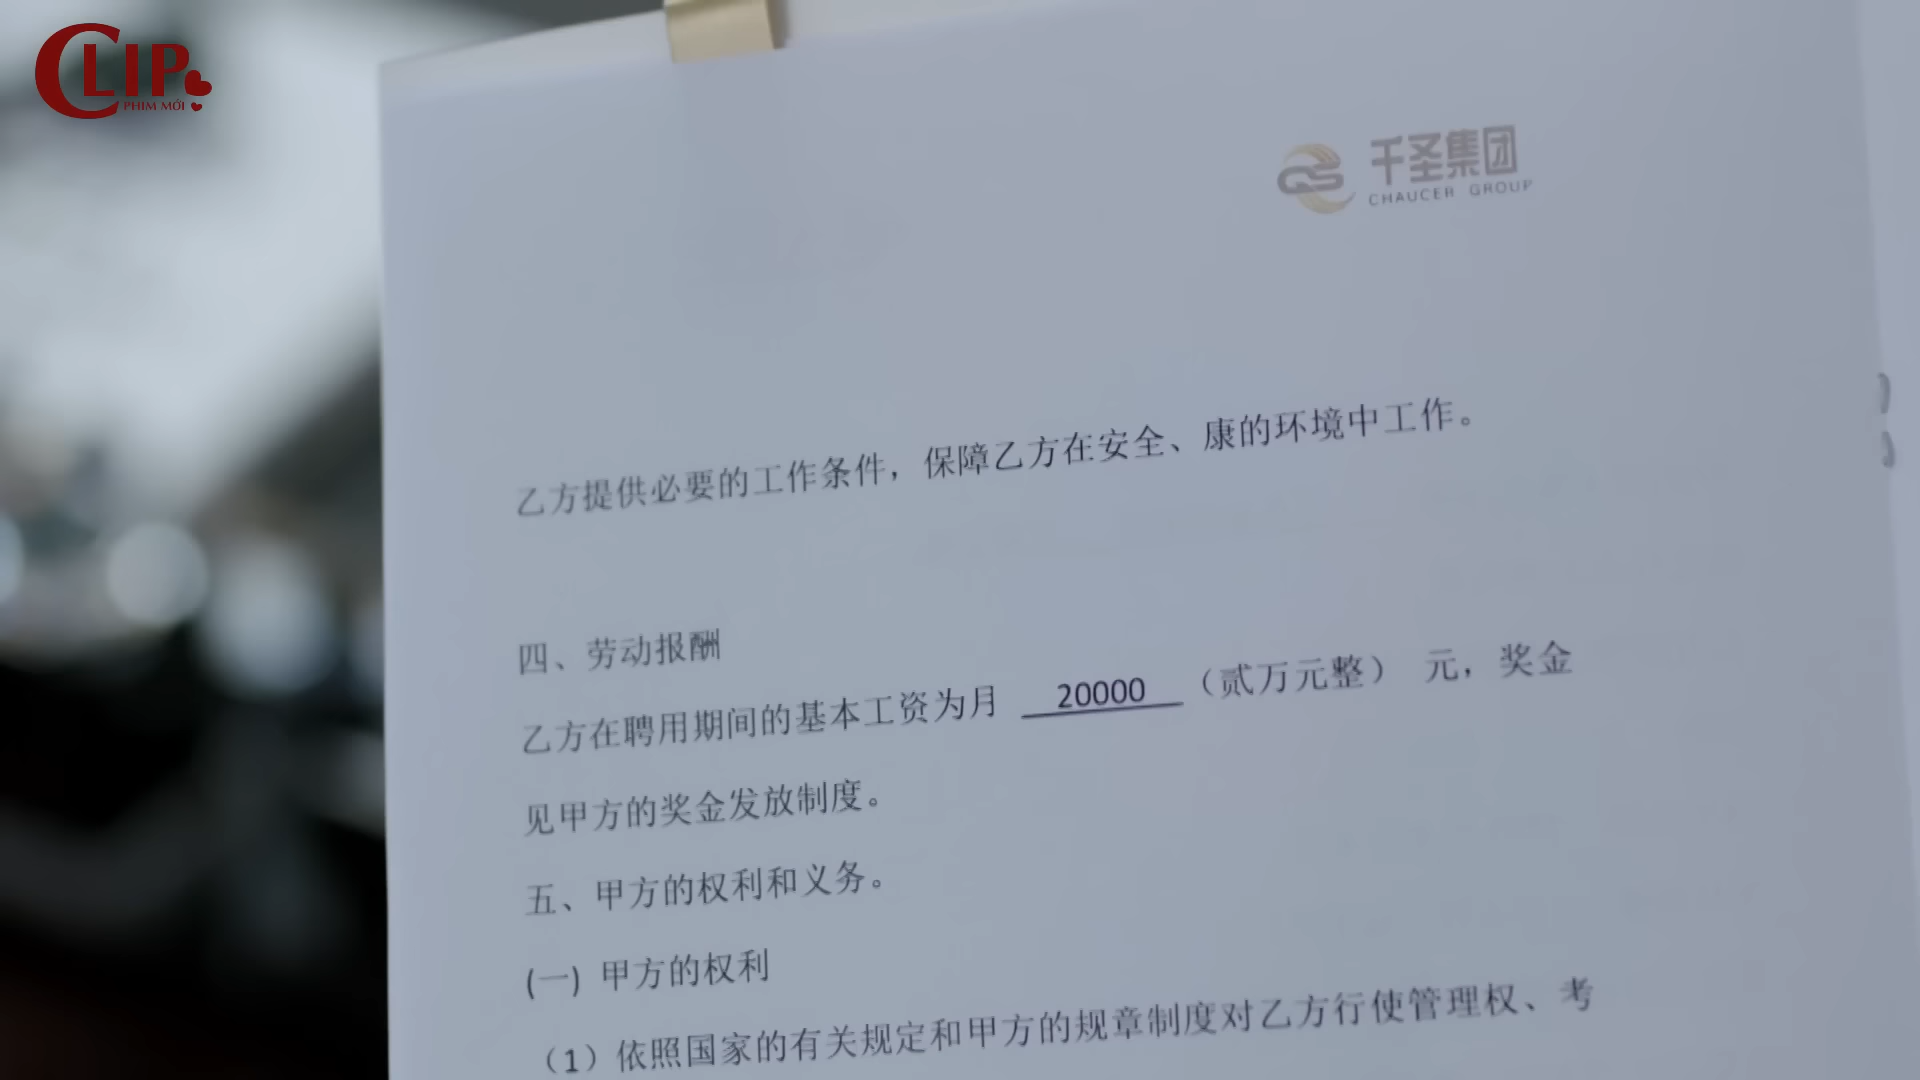 CLIP
PHIM MỚI
千圣集团
CHAUCER GROUP
乙方提供必要的工作条件，保障乙方在安全、康的环境中工作。
四、劳动报酬
乙方在聘用期间的基本工资为月 20000 （贰万元整） 元，奖金
见甲方的奖金发放制度。
五、甲方的权利和义务。
(一) 甲方的权利
（1）依照国家的有关规定和甲方的规章制度对乙方行使管理权、考